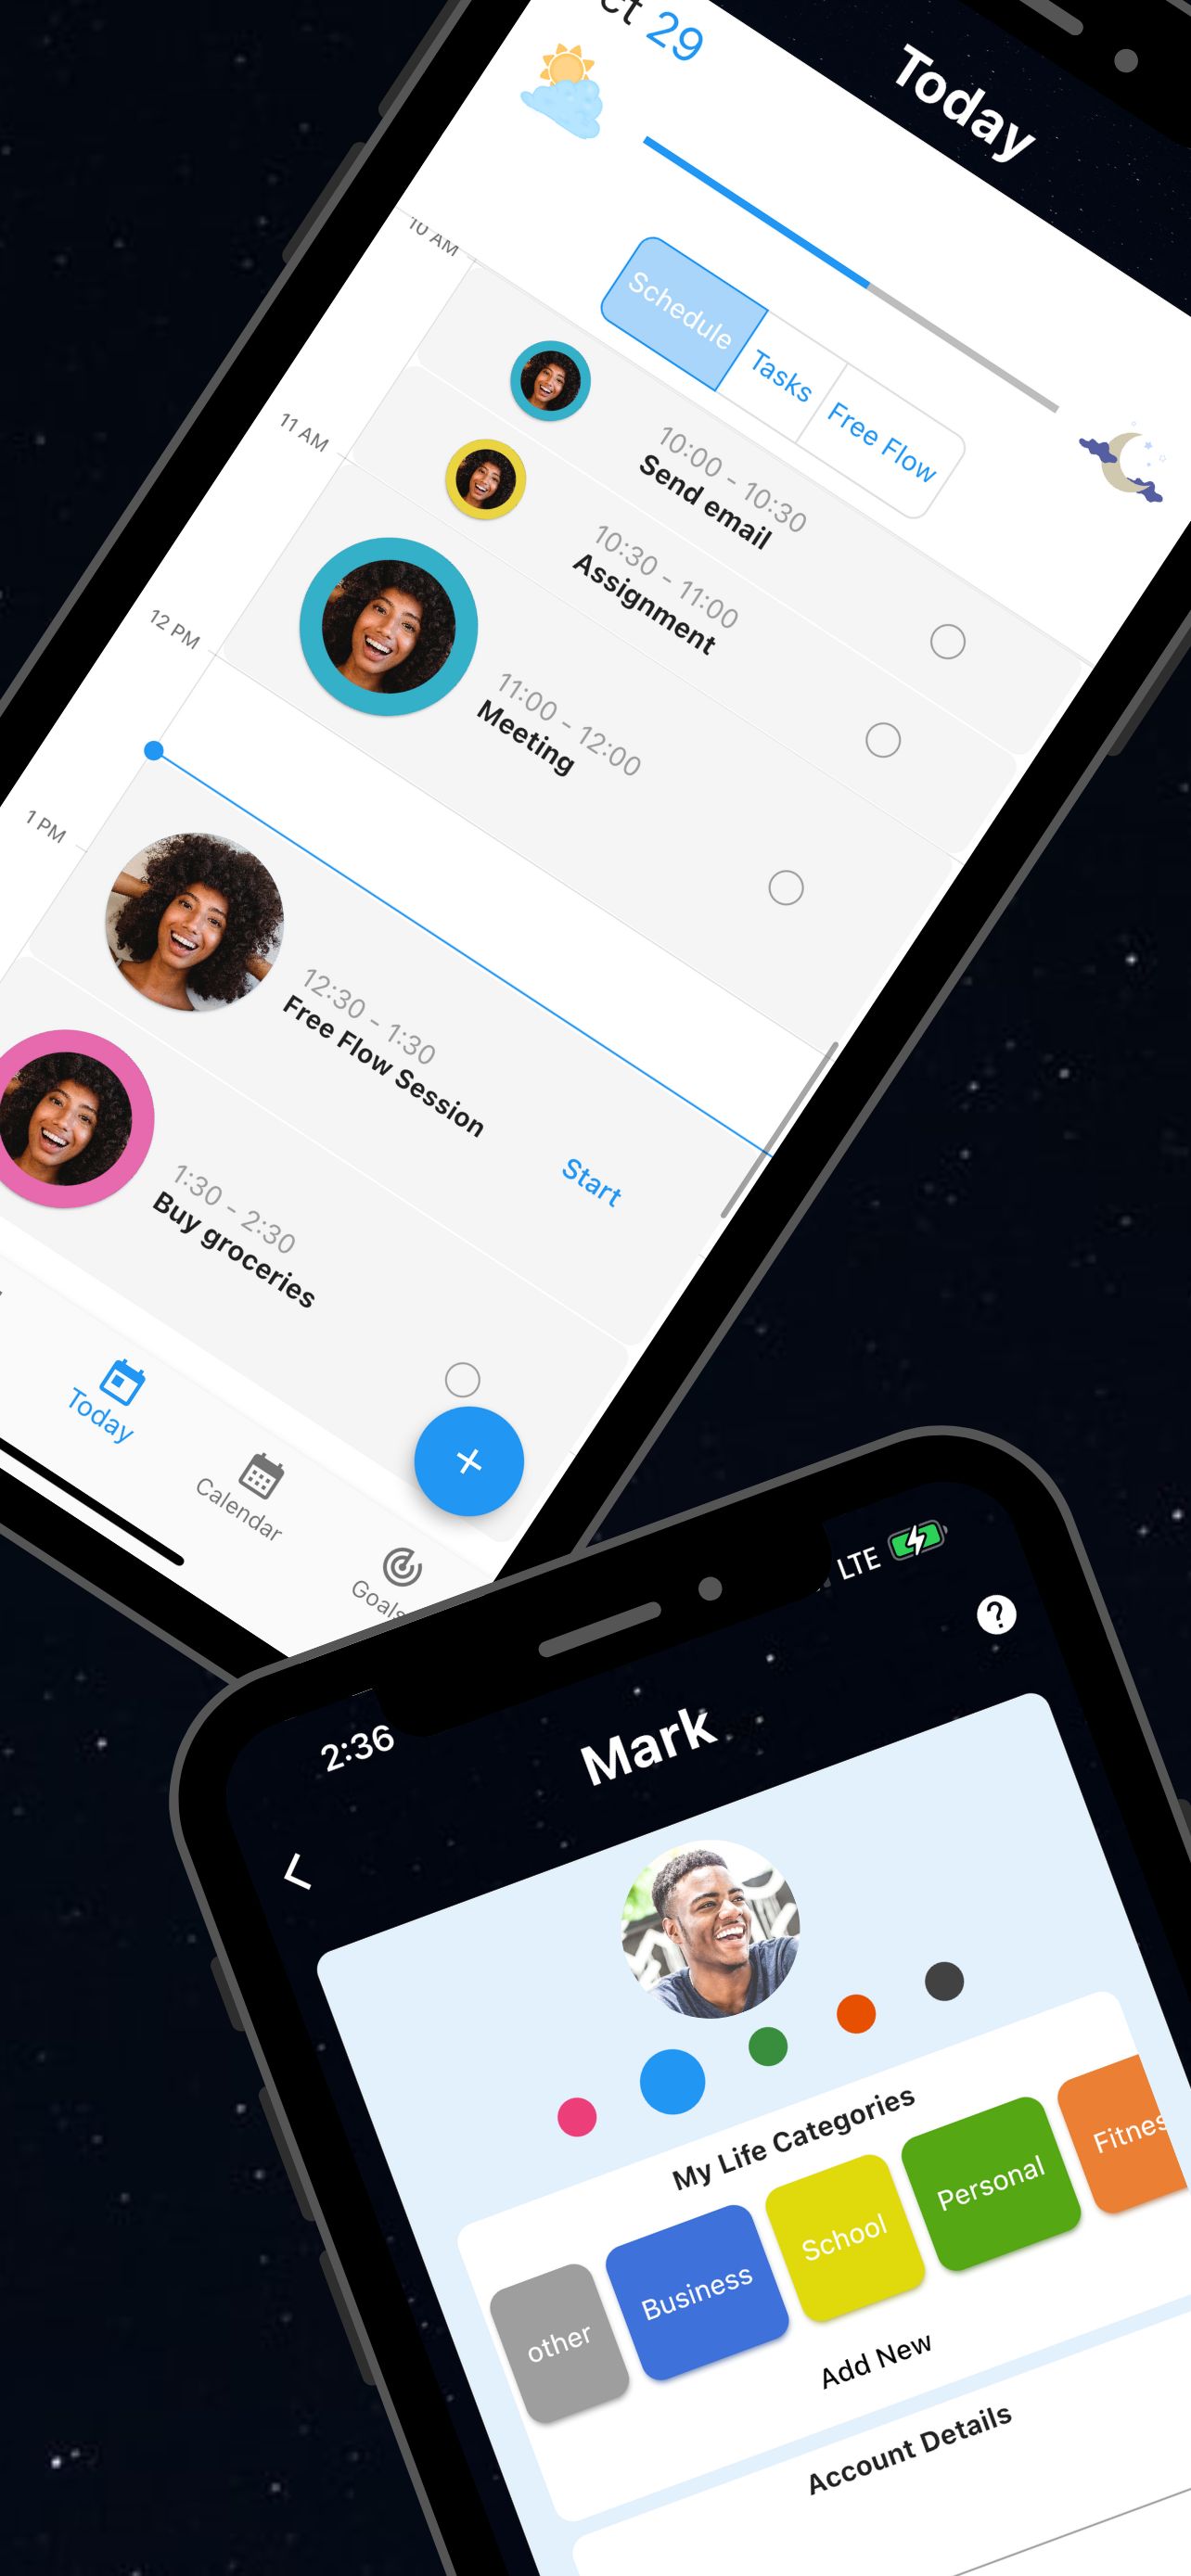 ct 29
Today
Schedule
Tasks
Free Flow
10 AM
10:00 - 10:30
Send email
10:30 - 11:00
Assignment
11 AM
11:00 - 12:00
Meeting
12 PM
1 PM
12:30 - 1:30
Free Flow Session
Start
1:30 - 2:30
Buy groceries
+
Today
Calendar
Goals
LTE
?
2:36
Mark
My Life Categories
other
Business
School
Personal
Fitnes
Add New
Account Details